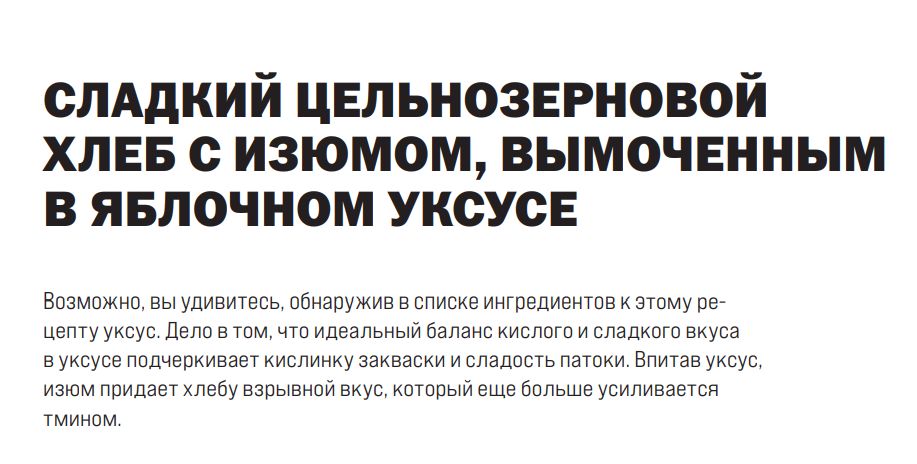 СЛАДКИЙ ЦЕЛЬНОЗЕРНОВОЙ
ХЛЕБ С ИЗЮМОМ, ВЫМОЧЕННЫМ
В ЯБЛОЧНОМ УКСУСЕ
Возможно, вы удивитесь, обнаружив в списке ингредиентов к этому ре-
цепту уксус. Дело в том, что идеальный баланс кислого и сладкого вкуса
в уксусе подчеркивает кислинку закваски и сладость патоки. Впитав уксус,
изюм придает хлебу взрывной вкус, который еще больше усиливается
тмином.